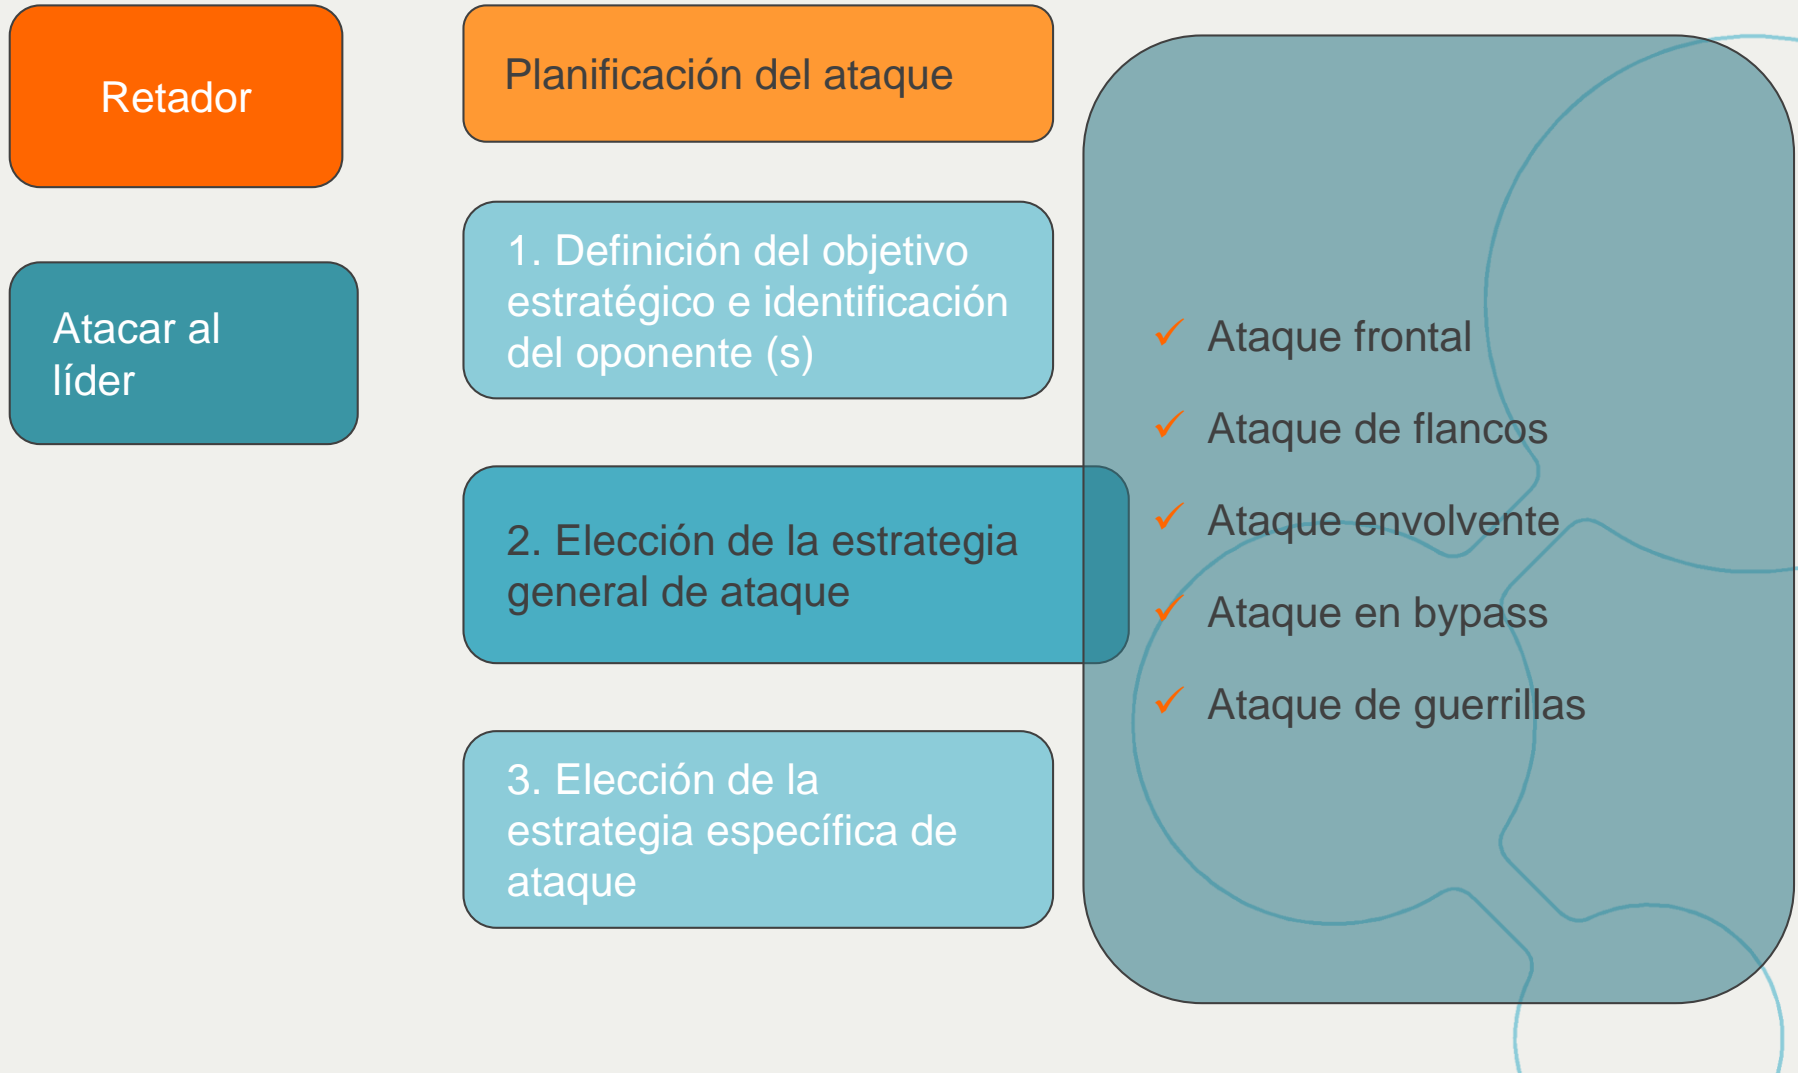 Retador
Atacar al
líder
Planificación del ataque
1. Definición del objetivo
estratégico e identificación
del oponente (s)
2. Elección de la estrategia
general de ataque
3. Elección de la
estrategia específica de
ataque
✓ Ataque frontal
✓ Ataque de flancos
✓ Ataque envolvente
✓ Ataque en bypass
✓ Ataque de guerrillas